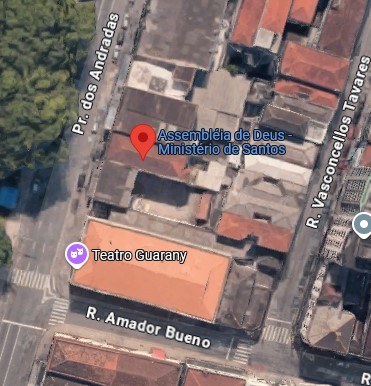 Pr. dos Andradas
Assembléia de Deus -
Ministério de Santos
R. Vasconcellos Tavares
Teatro Guarany
R. Amador Bueno
R